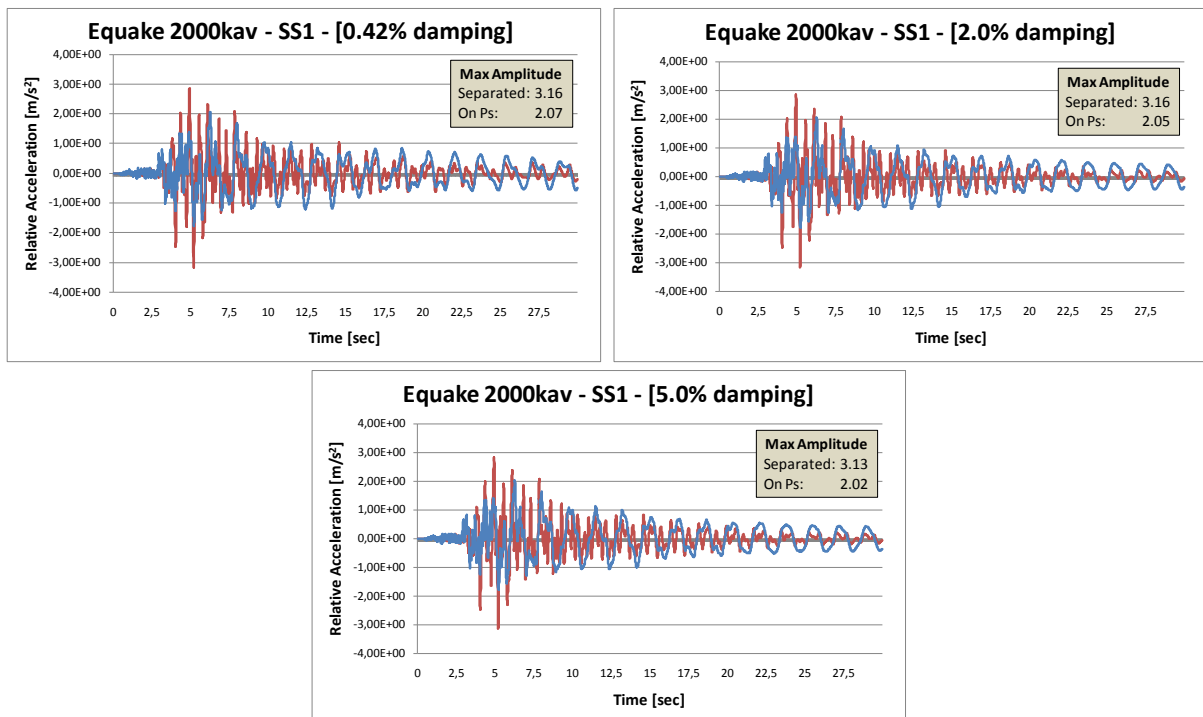 Equake 2000kav - SS1 - [0.42% damping]
4,00E+00
3,00E+00
2,00E+00
1,00E+00
0,00E+00
-1,00E+00
-2,00E+00
-3,00E+00
-4,00E+00
Relative Acceleration [m/s²]
Max Amplitude
Separated: 3.16
On Ps: 2.07
0 2,5 5 7,5 10 12,5 15 17,5 20 22,5 25 27,5
Time [sec]
Equake 2000kav - SS1 - [2.0% damping]
4,00E+00
3,00E+00
2,00E+00
1,00E+00
0,00E+00
-1,00E+00
-2,00E+00
-3,00E+00
-4,00E+00
Relative Acceleration [m/s²]
Max Amplitude
Separated: 3.16
On Ps: 2.05
0 2,5 5 7,5 10 12,5 15 17,5 20 22,5 25 27,5
Time [sec]
Equake 2000kav - SS1 - [5.0% damping]
4,00E+00
3,00E+00
2,00E+00
1,00E+00
0,00E+00
-1,00E+00
-2,00E+00
-3,00E+00
-4,00E+00
Relative Acceleration [m/s²]
Max Amplitude
Separated: 3.13
On Ps: 2.02
0 2,5 5 7,5 10 12,5 15 17,5 20 22,5 25 27,5
Time [sec]